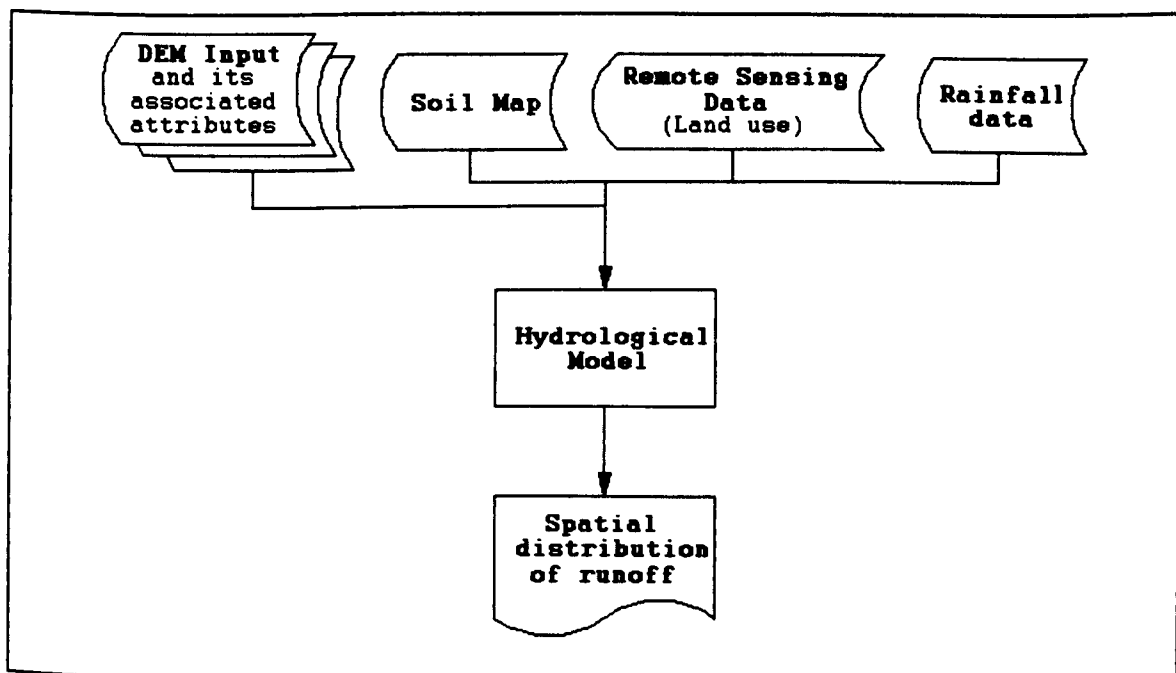 DEM Input
and its
associated
attributes
Soil Map
Remote Sensing
Data
(Land use)
Rainfall
data
Hydrological
Model
Spatial
distribution
of runoff